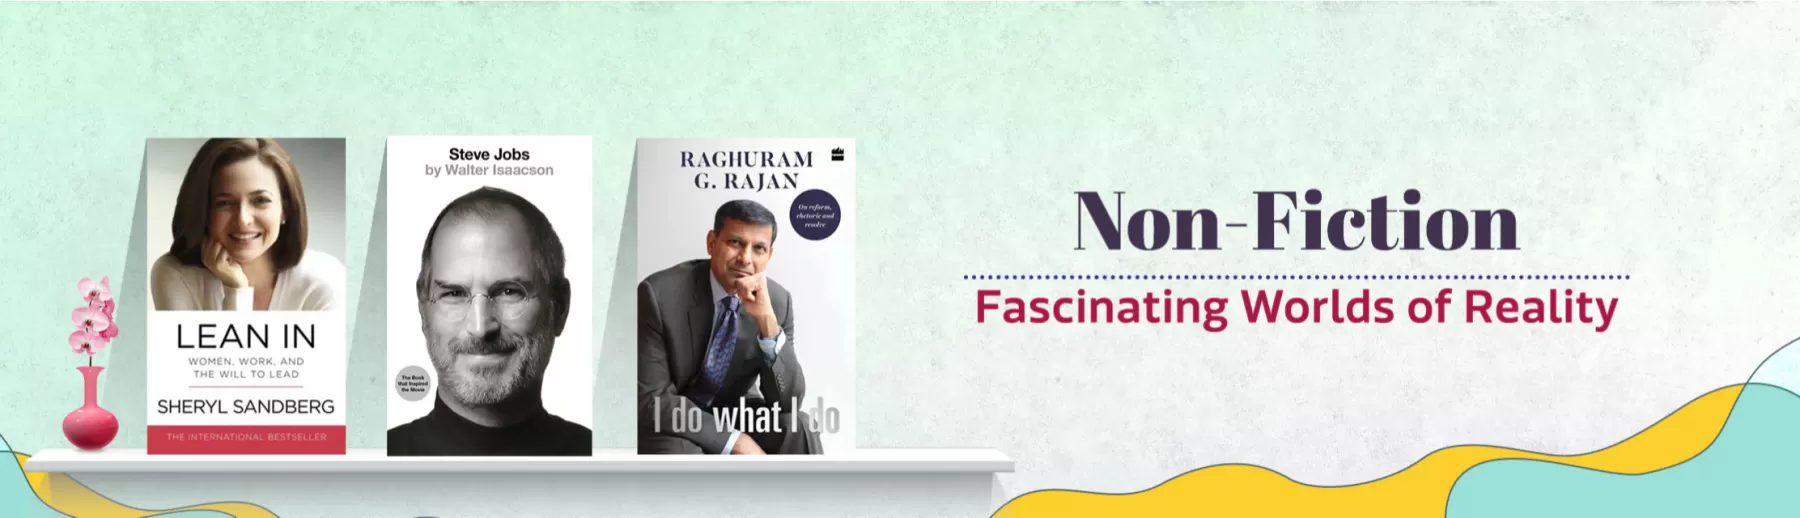 LEAN IN
WOMEN, WORK, AND
THE WILL TO LEAD
SHERYL SANDBERG
THE INTERNATIONAL BESTSELLER
Steve Jobs
by Walter Isaacson
The Book
that Inspired
the Movie
RAGHURAM
G. RAJAN
On reform,
rhetoric and
resolve
I do what I do
Non-Fiction
Fascinating Worlds of Reality